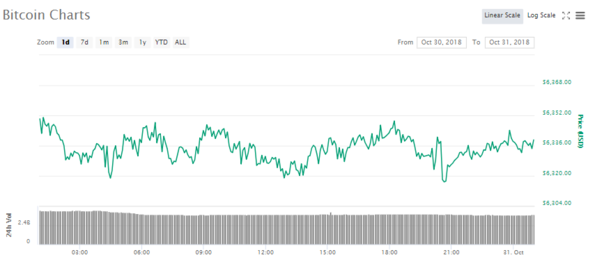 Bitcoin Charts
Linear Scale Log Scale
Zoom 1d 7d 1m 3m 1y YTD ALL
From Oct 30, 2018 To Oct 31, 2018
$6,368.00
$6,352.00
$6,336.00
$6,320.00
$6,304.00
Price (USD)
24h Vol
2.4B
0
03:00 06:00 09:00 12:00 15:00 18:00 21:00 31. Oct